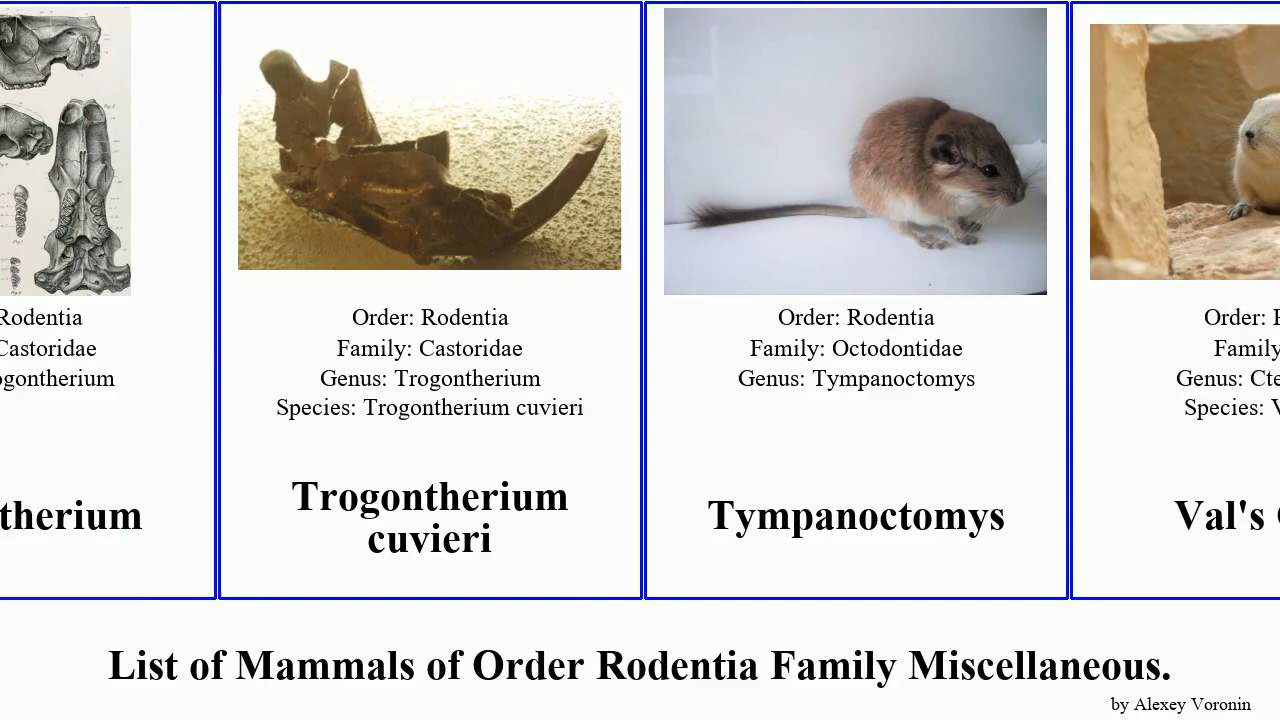 Rodentia
Castoridae
ogontherium
therium
Order: Rodentia
Family: Castoridae
Genus: Trogontherium
Species: Trogontherium cuvieri
Trogontherium
cuvieri
Order: Rodentia
Family: Octodontidae
Genus: Tympanoctomys
Tympanoctomys
Order:
Family
Genus: Cte
Species:
Val's
List of Mammals of Order Rodentia Family Miscellaneous.
by Alexey Voronin